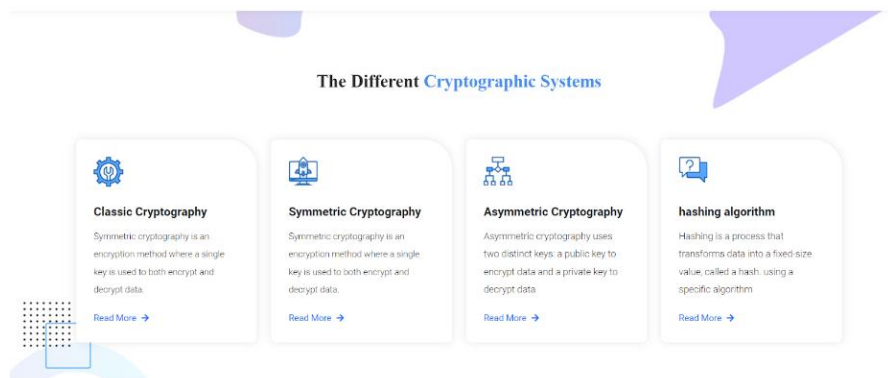 The Different Cryptographic Systems
Classic Cryptography
Symmetric cryptography is an
encryption method where a single
key is used to both encrypt and
decrypt data.
Read More →
Symmetric Cryptography
Symmetric cryptography is an
encryption method where a single
key is used to both encrypt and
decrypt data.
Read More →
Asymmetric Cryptography
Asymmetric cryptography uses
two distinct keys: a public key to
encrypt data and a private key to
decrypt data
Read More →
hashing algorithm
Hashing is a process that
transforms data into a fixed-size
value, called a hash. using a
specific algorithm
Read More →